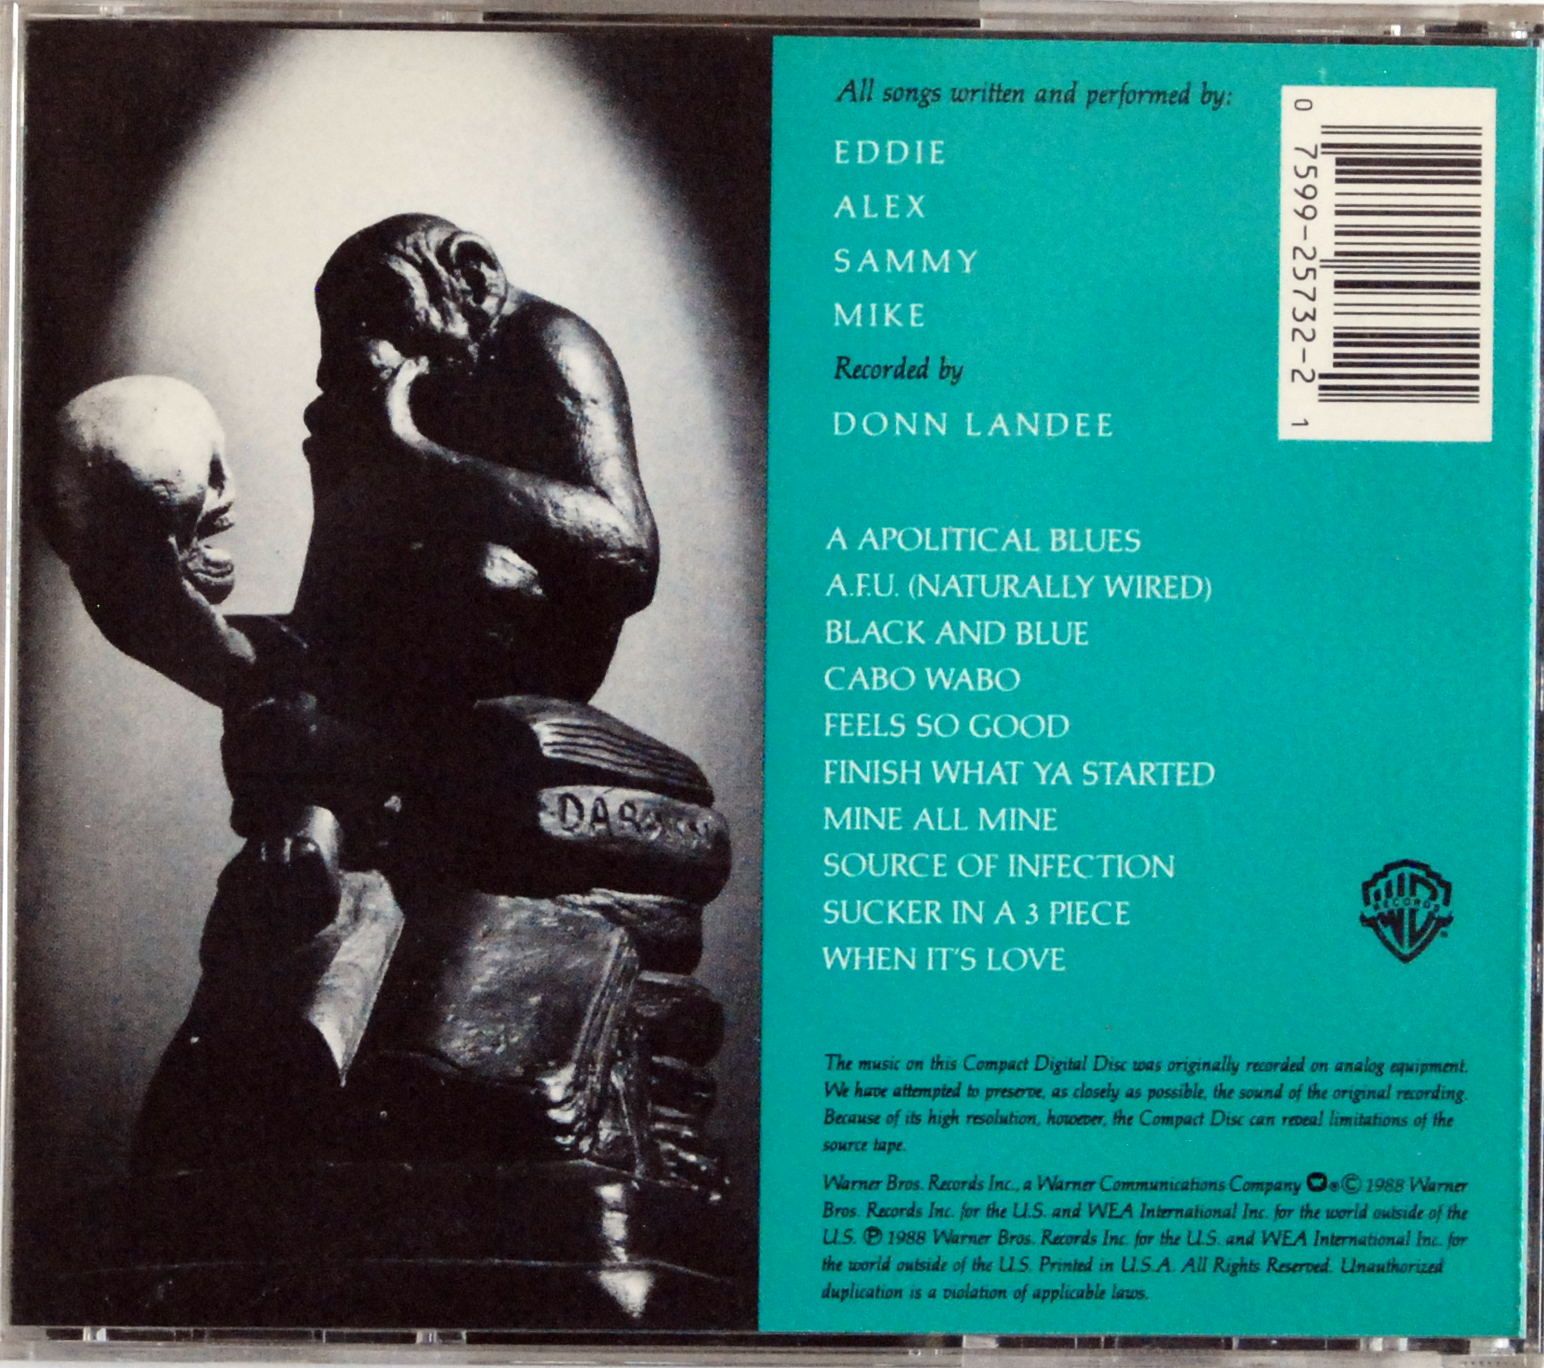 All songs written and performed by:
EDDIE
ALEX
SAMMY
MIKE
Recorded by
DONN LANDEE
0 7599-25732-2 1
A APOLITICAL BLUES
A.F.U. (NATURALLY WIRED)
BLACK AND BLUE
CABO WABO
FEELS SO GOOD
FINISH WHAT YA STARTED
MINE ALL MINE
SOURCE OF INFECTION
SUCKER IN A 3 PIECE
WHEN IT'S LOVE
RECORDS
The music on this Compact Digital Disc was originally recorded on analog equipment.
We have attempted to preserve, as closely as possible, the sound of the original recording.
Because of its high resolution, however, the Compact Disc can reveal limitations of the
source tape.
Warner Bros. Records Inc., a Warner Communications Company ® © 1988 Warner
Bros. Records Inc. for the U.S. and WEA International Inc. for the world outside of the
U.S. ℗ 1988 Warner Bros. Records Inc. for the U.S. and WEA International Inc. for
the world outside of the U.S. Printed in U.S.A. All Rights Reserved. Unauthorized
duplication is a violation of applicable laws.